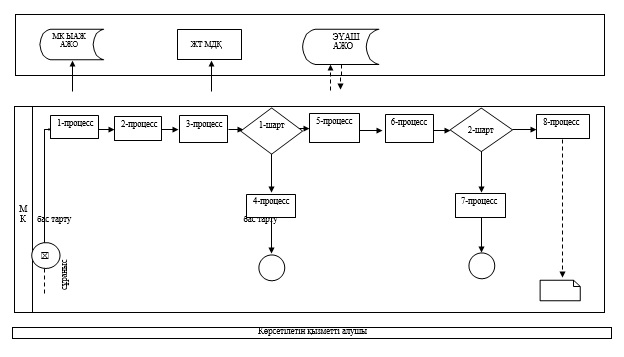 МК ЫАЖ
АЖО
ЖТ МДҚ
ЭҮАШ
АЖО
1-процесс
2-процесс
3-процесс
1-шарт
5-процесс
6-процесс
2-шарт
8-процесс
4-процесс
7-процесс
М
К
бас тарту
бас тарту
сұраныс
Көрсетілетін қызметті алушы